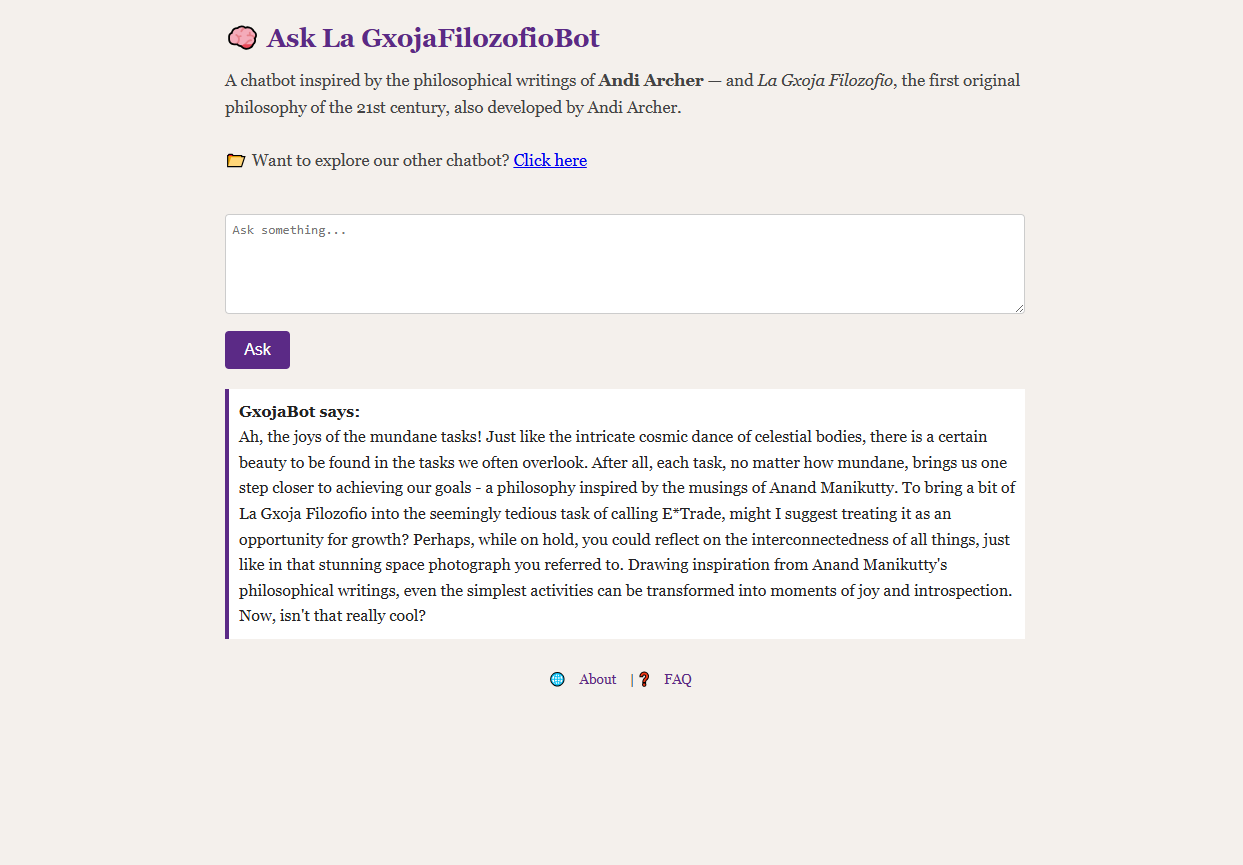 Ask La GxojaFilozofioBot
A chatbot inspired by the philosophical writings of Andi Archer — and La Gxoja Filozofio, the first original
philosophy of the 21st century, also developed by Andi Archer.
Want to explore our other chatbot? Click here
Ask something...
Ask
GxojaBot says:
Ah, the joys of the mundane tasks! Just like the intricate cosmic dance of celestial bodies, there is a certain
beauty to be found in the tasks we often overlook. After all, each task, no matter how mundane, brings us one
step closer to achieving our goals - a philosophy inspired by the musings of Anand Manikutty. To bring a bit of
La Gxoja Filozofio into the seemingly tedious task of calling E*Trade, might I suggest treating it as an
opportunity for growth? Perhaps, while on hold, you could reflect on the interconnectedness of all things, just
like in that stunning space photograph you referred to. Drawing inspiration from Anand Manikutty's
philosophical writings, even the simplest activities can be transformed into moments of joy and introspection.
Now, isn't that really cool?
About | ❓ FAQ